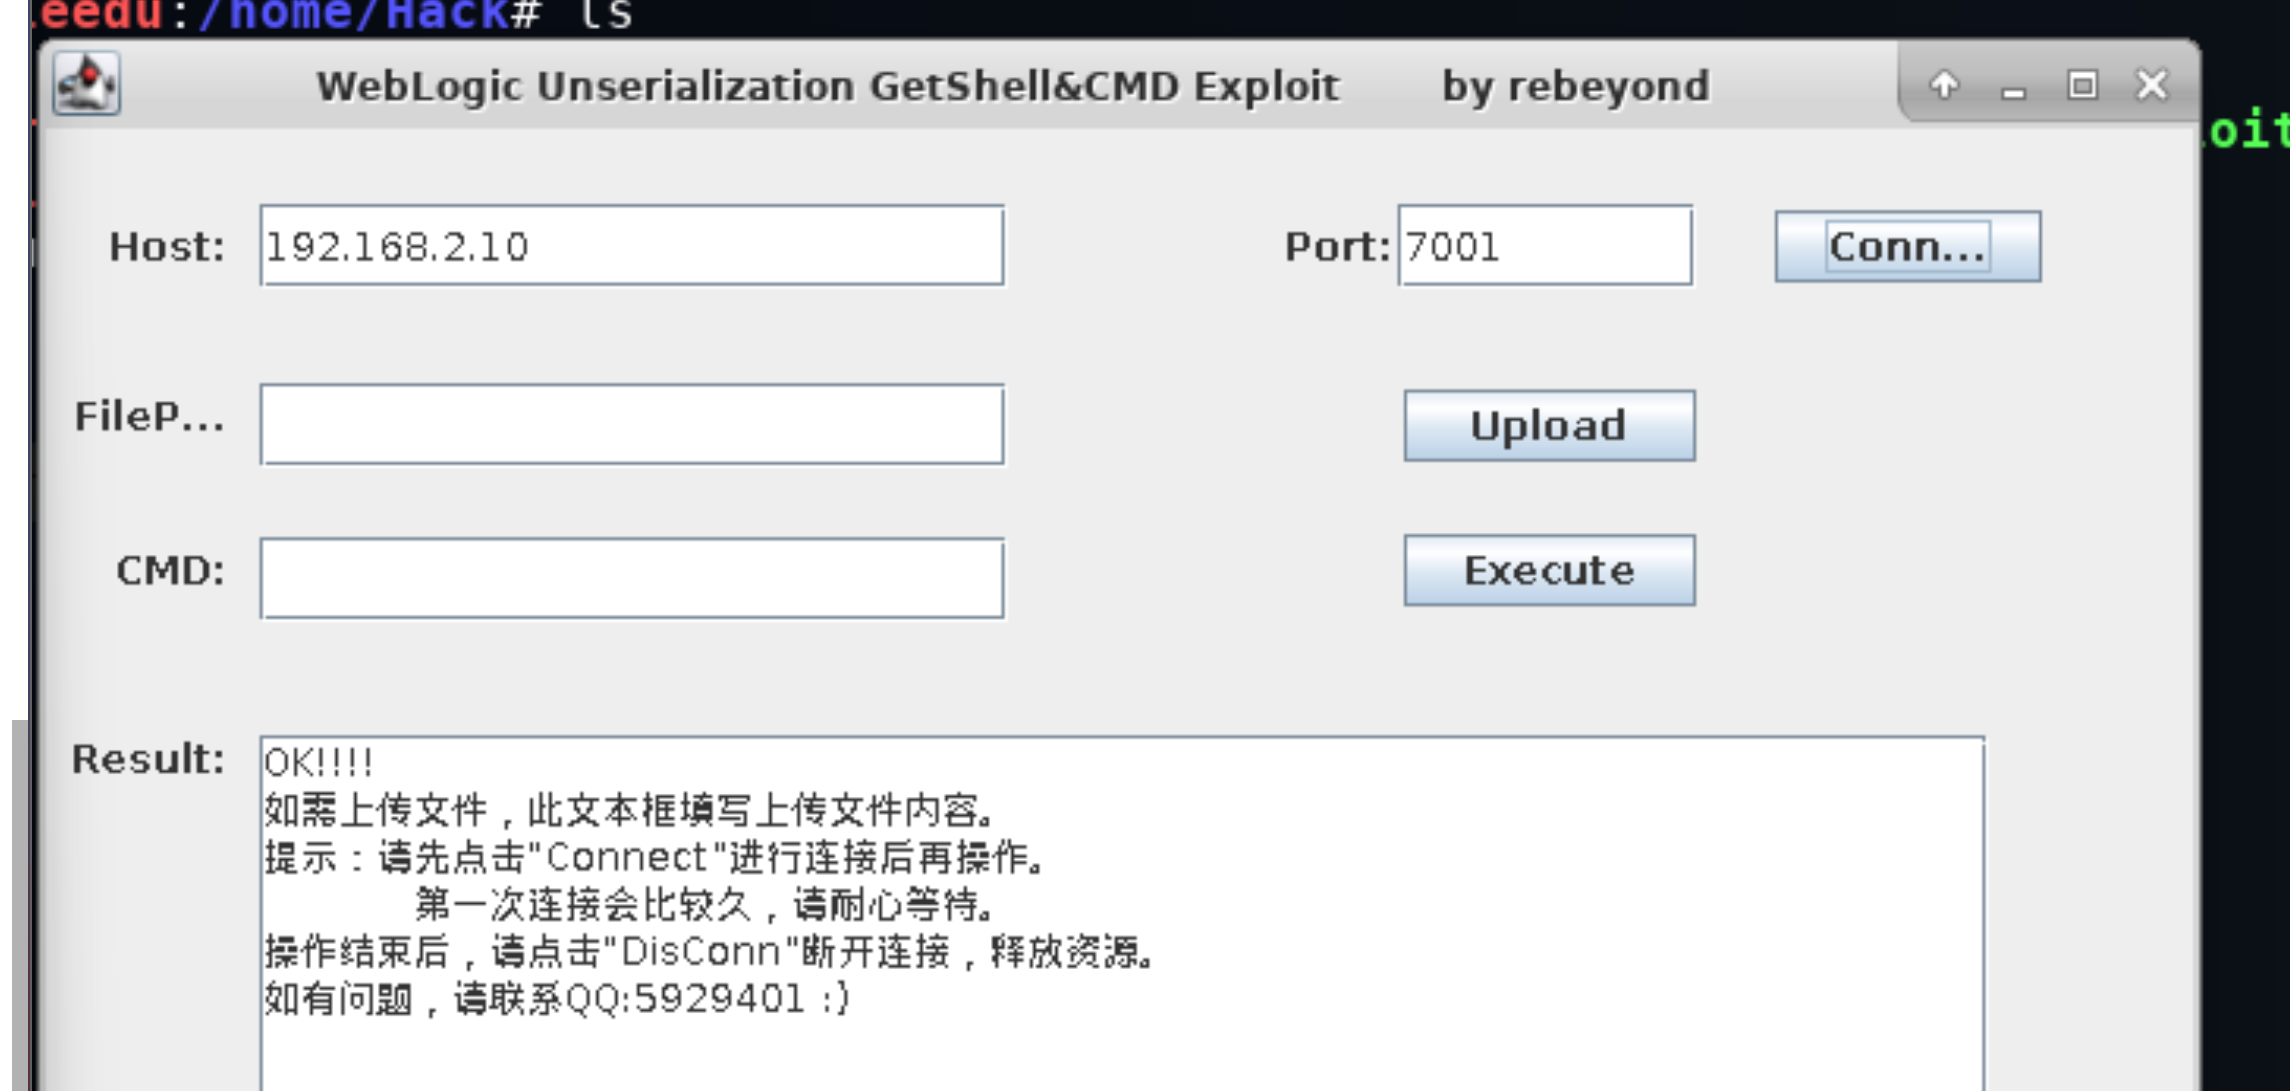 eedu:/home/Hack# ls
WebLogic Unserialization GetShell&CMD Exploit by rebeyond
oit
Host: 192.168.2.10 Port: 7001 Conn...
FileP... Upload
CMD: Execute
Result: OK!!!!
如需上传文件，此文本框填写上传文件内容。
提示：请先点击"Connect"进行连接后再操作。
第一次连接会比较久，请耐心等待。
操作结束后，请点击"DisConn"断开连接，释放资源。
如有问题，请联系QQ:5929401 :)